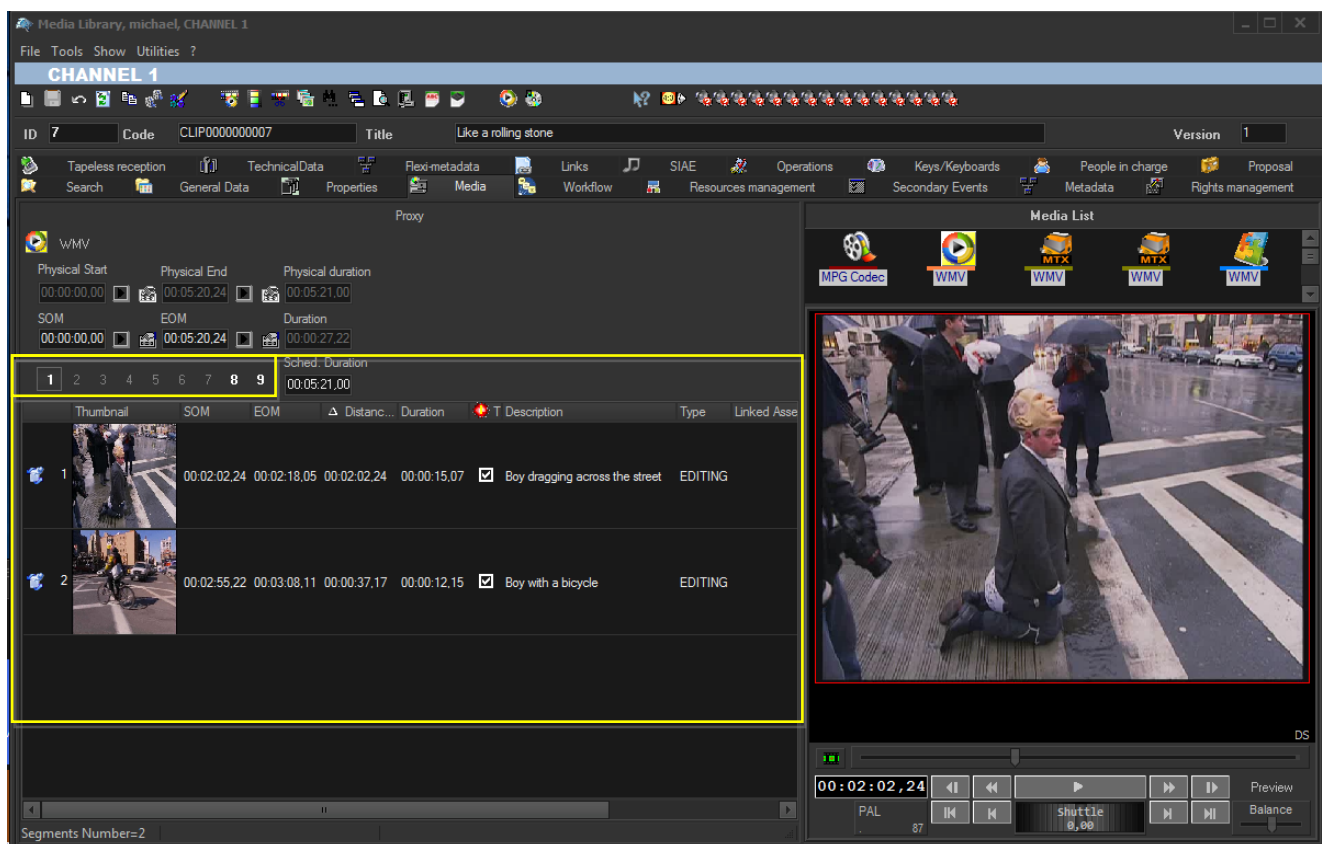 Media Library, michael, CHANNEL 1
File Tools Show Utilities ?
CHANNEL 1
ID 7 Code CLIP0000000007 Title Like a rolling stone Version 1
Tapeless reception TechnicalData Flexi-metadata Links SIAE Operations Keys/Keyboards People in charge Proposal
Search General Data Properties Media Workflow Resources management Secondary Events Metadata Rights management
Proxy
WMV
Physical Start Physical End Physical duration
00:00:00,00 00:05:20,24 00:05:21,00
SOM EOM Duration
00:00:00,00 00:05:20,24 00:00:27,22
Sched. Duration
1 2 3 4 5 6 7 8 9 00:05:21,00
Thumbnail SOM EOM Δ Distanc... Duration T Description Type Linked Asse
1 00:02:02,24 00:02:18,05 00:02:02,24 00:00:15,07 Boy dragging across the street EDITING
2 00:02:55,22 00:03:08,11 00:00:37,17 00:00:12,15 Boy with a bicycle EDITING
Segments Number=2
Media List
MTX MTX
MPG Codec WMV WMV WMV WMV
DS
00:02:02,24 Preview
PAL Shuttle Balance
. 87 0,00